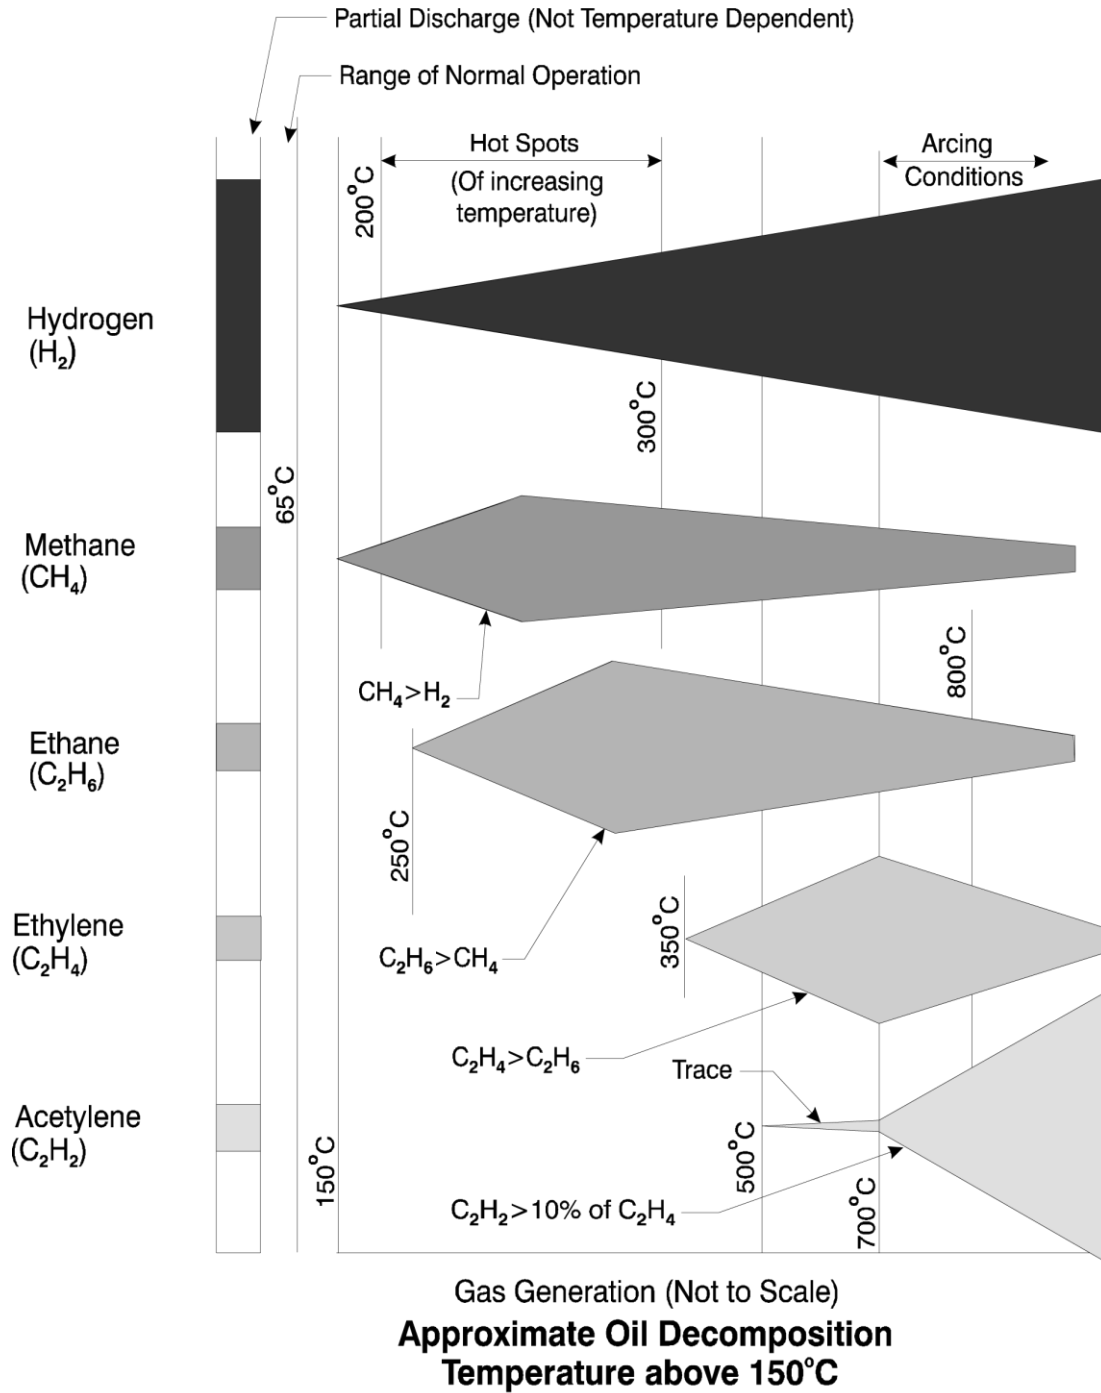 Partial Discharge (Not Temperature Dependent)
Range of Normal Operation
Hot Spots
(Of increasing
temperature)
Arcing
Conditions
200°C
Hydrogen
(H₂)
300°C
65°C
Methane
(CH₄)
CH₄>H₂
800°C
Ethane
(C₂H₆)
250°C
Ethylene
(C₂H₄)
C₂H₆>CH₄
350°C
C₂H₄>C₂H₆
Trace
Acetylene
(C₂H₂)
150°C
500°C
700°C
C₂H₂>10% of C₂H₄
Gas Generation (Not to Scale)
Approximate Oil Decomposition
Temperature above 150°C